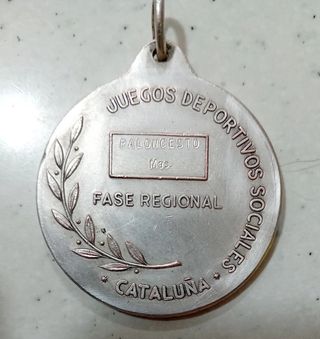 JUEGOS DEPORTIVOS SOCIALES
BALONCESTO
Mas.
FASE REGIONAL
· CATALUÑA ·